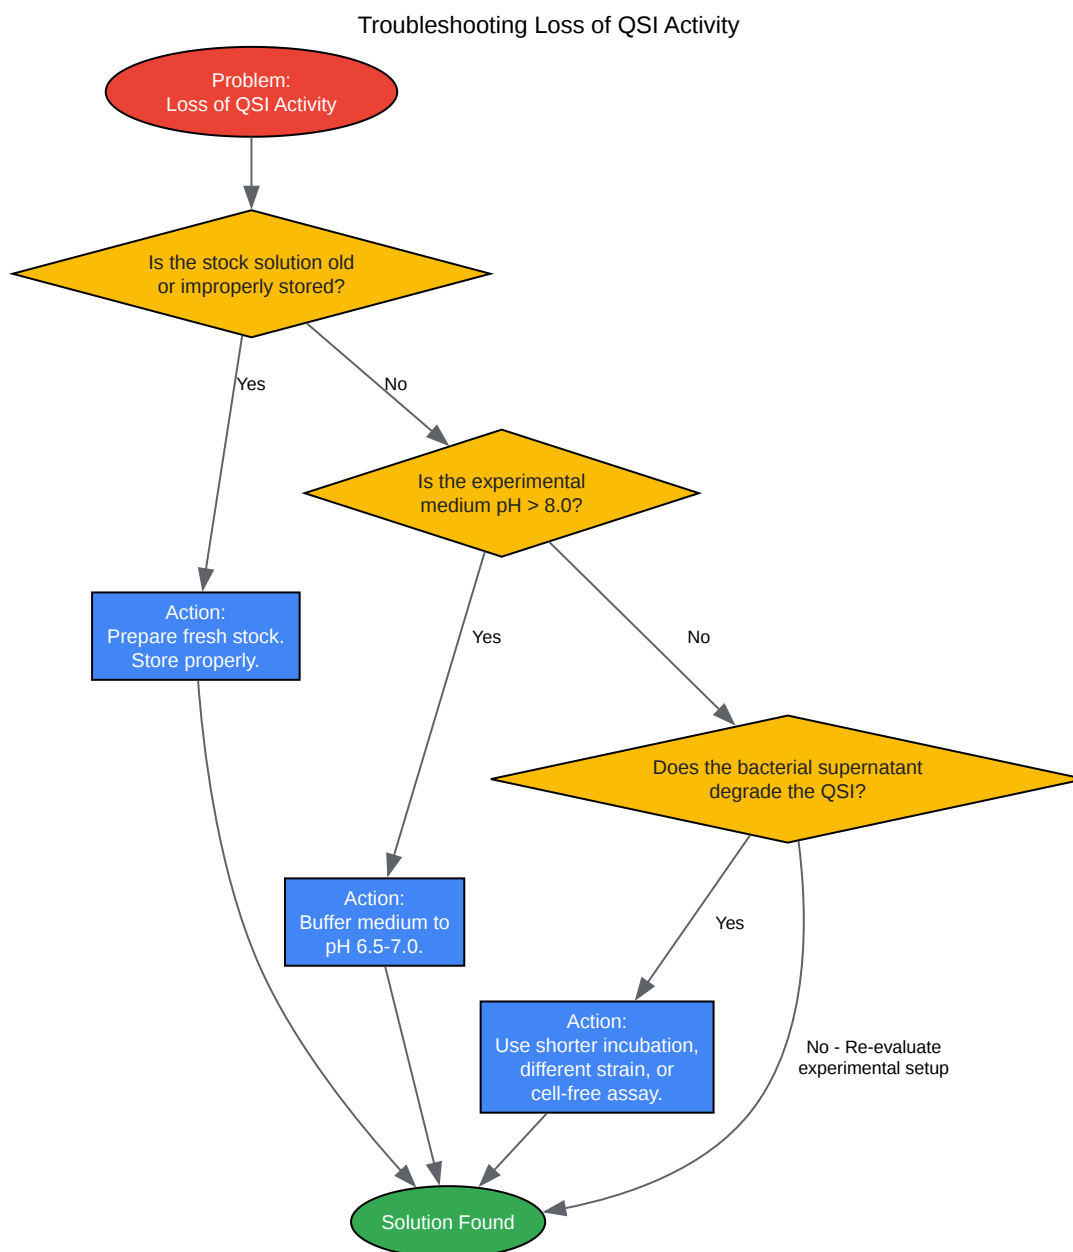 Troubleshooting Loss of QSI Activity
Problem:
Loss of QSI Activity
Is the stock solution old
or improperly stored?
Yes
No
Is the experimental
medium pH > 8.0?
Action:
Prepare fresh stock.
Store properly.
Yes
No
Does the bacterial supernatant
degrade the QSI?
Action:
Buffer medium to
pH 6.5-7.0.
Yes
Action:
Use shorter incubation,
different strain, or
cell-free assay.
No - Re-evaluate
experimental setup
Solution Found